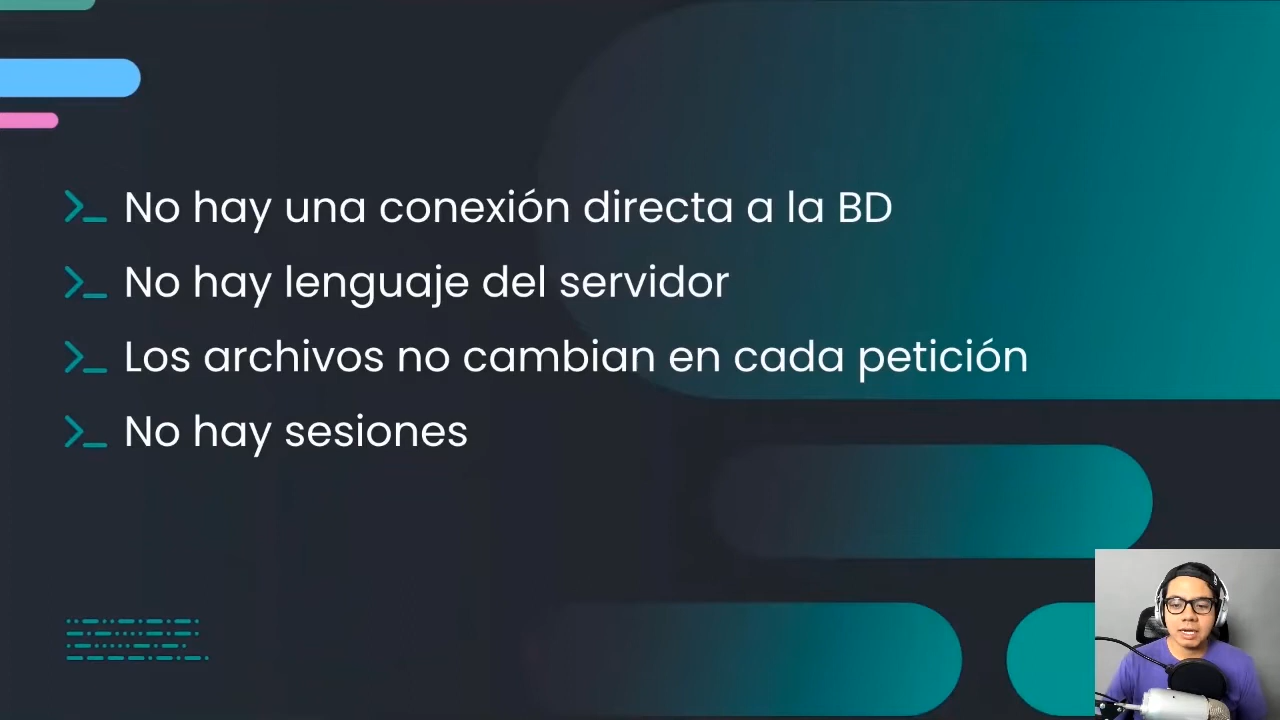 No hay una conexión directa a la BD
No hay lenguaje del servidor
Los archivos no cambian en cada petición
No hay sesiones